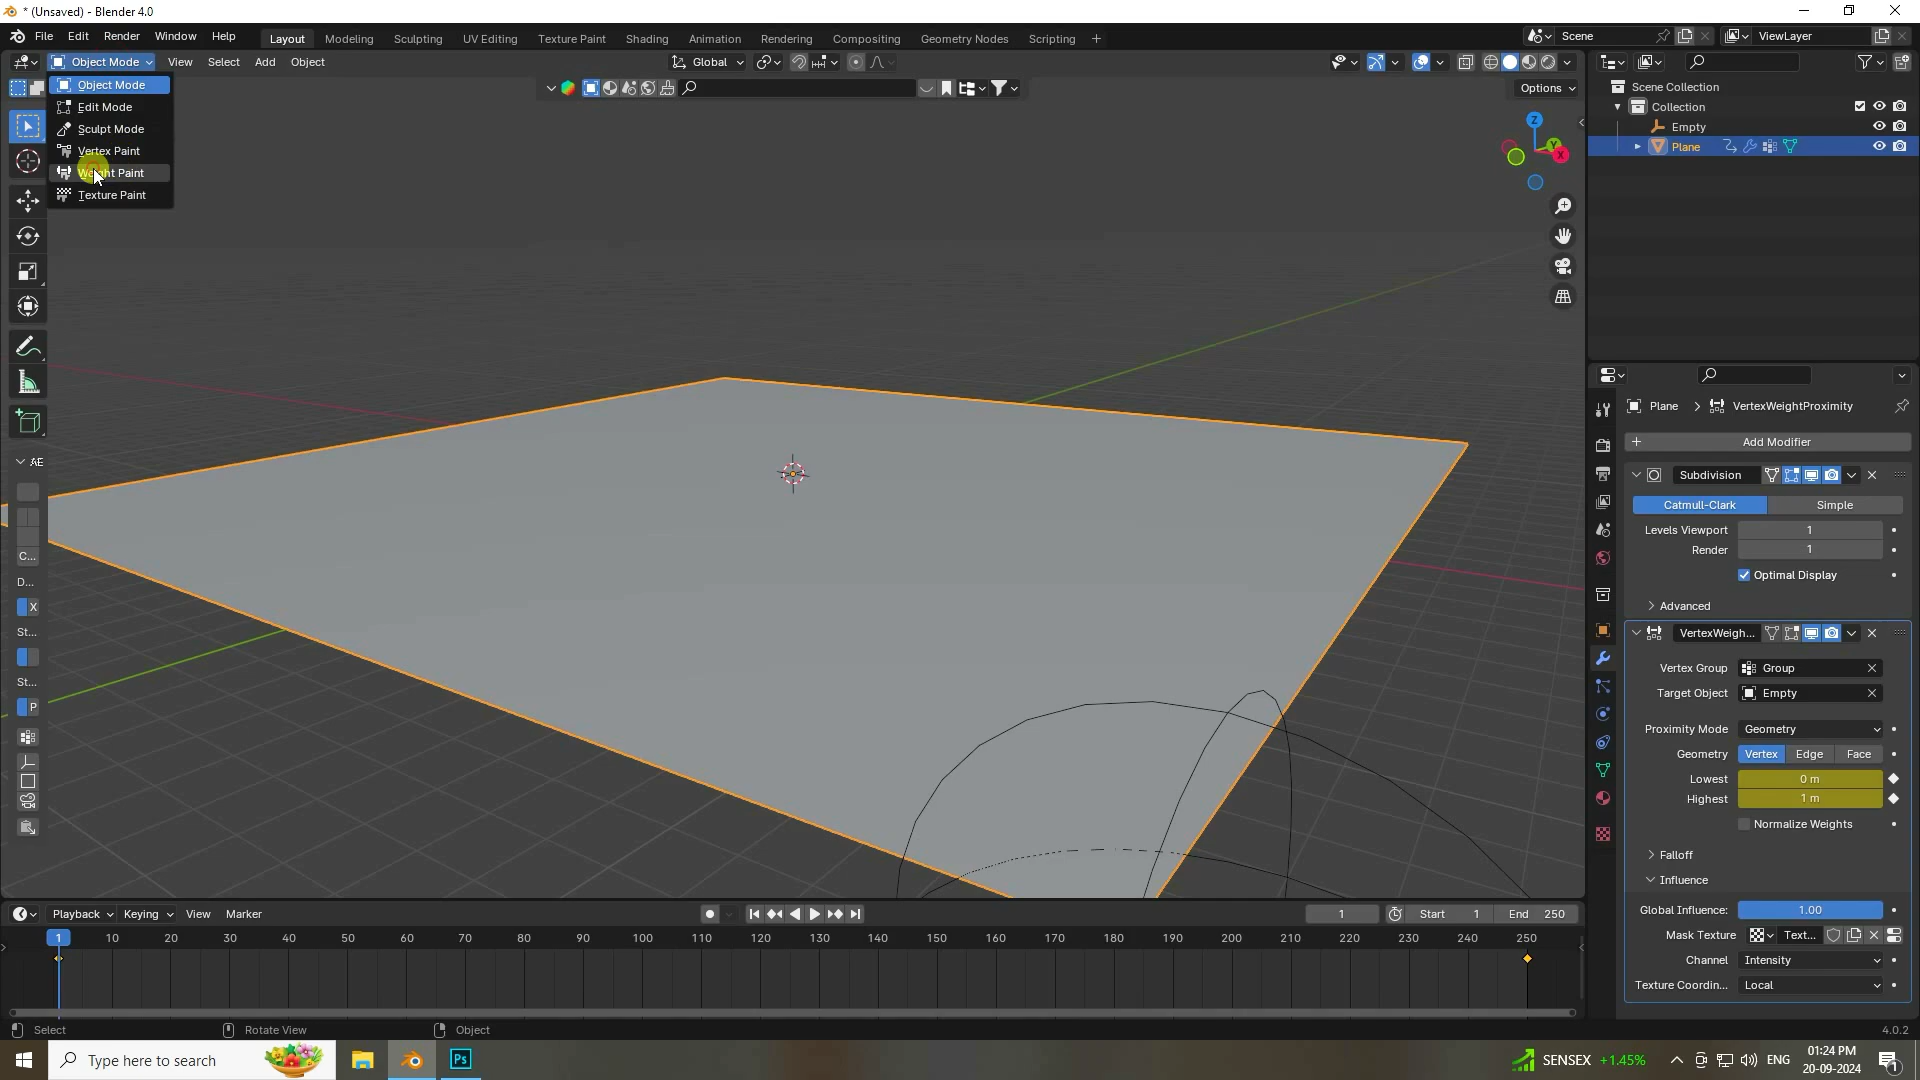 * (Unsaved) - Blender 4.0
File Edit Render Window Help
Layout Modeling Sculpting UV Editing Texture Paint Shading Animation Rendering Compositing Geometry Nodes Scripting +
Scene
ViewLayer
Object Mode View Select Add Object
Global
Options
Object Mode
Edit Mode
Sculpt Mode
Vertex Paint
Weight Paint
Texture Paint
Z
Y
X
AE
C...
D...
X
St...
St...
P
Scene Collection
Collection
Empty
Plane
Plane > VertexWeightProximity
+ Add Modifier
Subdivision
Catmull-Clark Simple
Levels Viewport 1
Render 1
Optimal Display
Advanced
VertexWeigh...
Vertex Group Group
Target Object Empty
Proximity Mode Geometry
Geometry Vertex Edge Face
Lowest 0 m
Highest 1 m
Normalize Weights
Falloff
Influence
Global Influence: 1.00
Mask Texture Text...
Channel Intensity
Texture Coordin... Local
Playback Keying View Marker
1 Start 1 End 250
1 10 20 30 40 50 60 70 80 90 100 110 120 130 140 150 160 170 180 190 200 210 220 230 240 250
Select Rotate View Object
4.0.2
Type here to search
Ps
SENSEX +1.45%
ENG
01:24 PM
20-09-2024
1